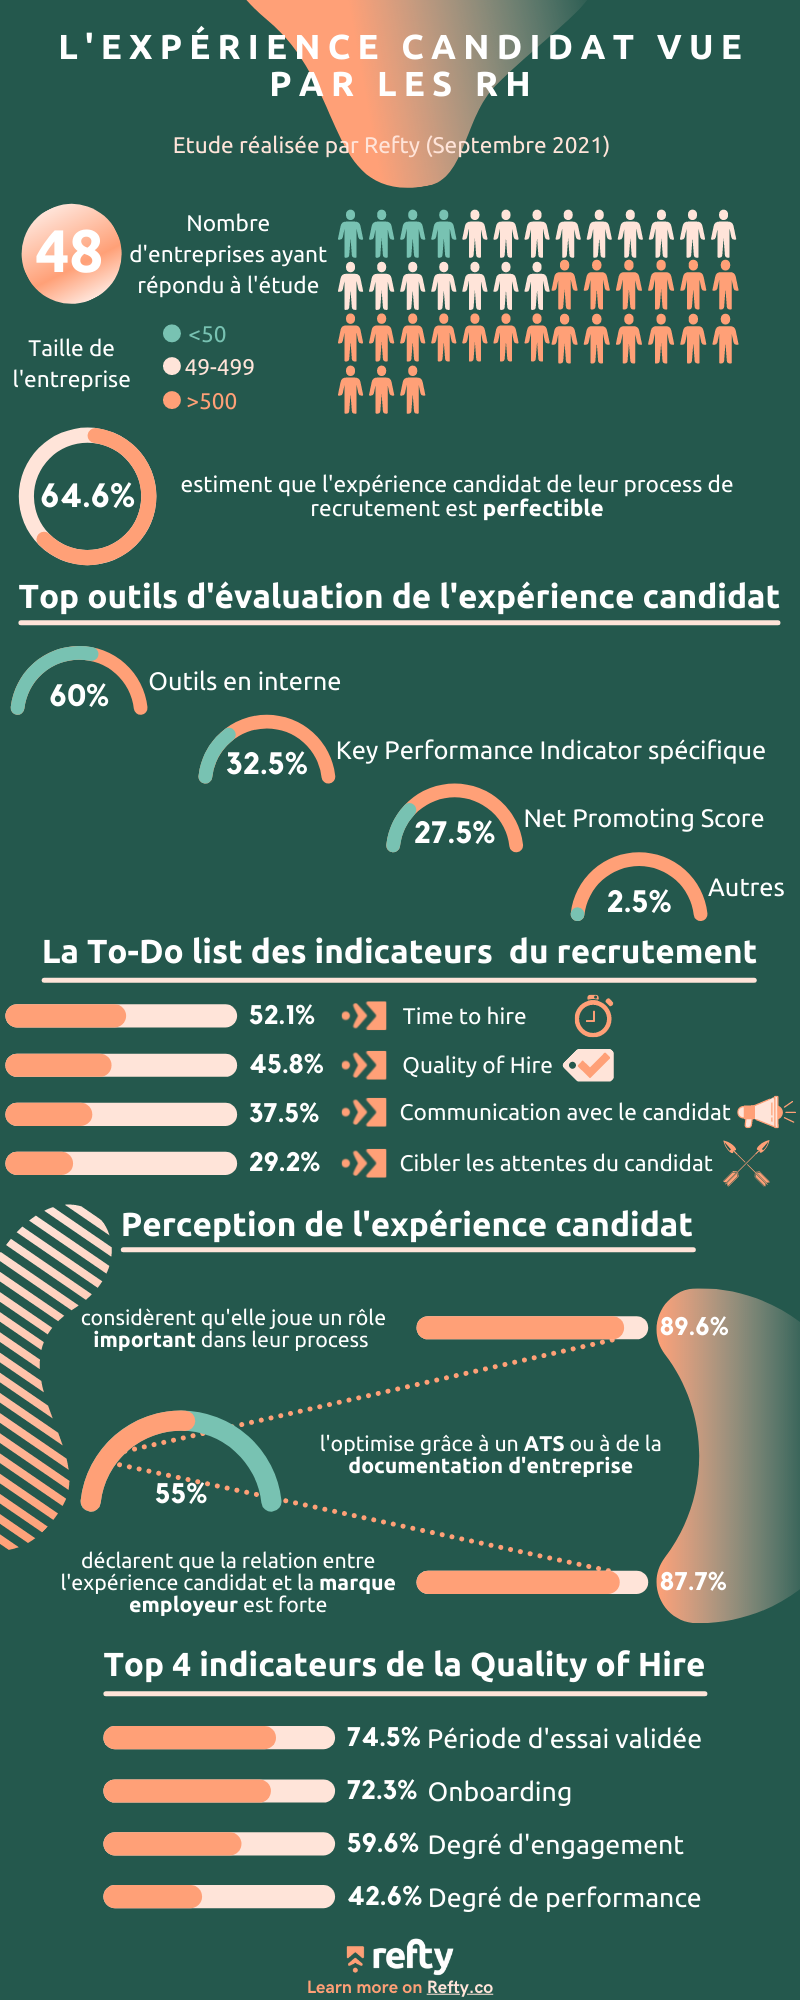 L'EXPÉRIENCE CANDIDAT VUE
PAR LES RH
Etude réalisée par Refty (Septembre 2021)
48
Nombre
d'entreprises ayant
répondu à l'étude
Taille de
l'entreprise
<50
49-499
>500
64.6%
estiment que l'expérience candidat de leur process de
recrutement est perfectible
Top outils d'évaluation de l'expérience candidat
60%
Outils en interne
32.5%
Key Performance Indicator spécifique
27.5%
Net Promoting Score
2.5%
Autres
La To-Do list des indicateurs  du recrutement
52.1%
Time to hire
45.8%
Quality of Hire
37.5%
Communication avec le candidat
29.2%
Cibler les attentes du candidat
Perception de l'expérience candidat
considèrent qu'elle joue un rôle
important dans leur process
89.6%
l'optimise grâce à un ATS ou à de la
documentation d'entreprise
55%
déclarent que la relation entre
l'expérience candidat et la marque
employeur est forte
87.7%
Top 4 indicateurs de la Quality of Hire
74.5% Période d'essai validée
72.3% Onboarding
59.6% Degré d'engagement
42.6% Degré de performance
refty
Learn more on Refty.co